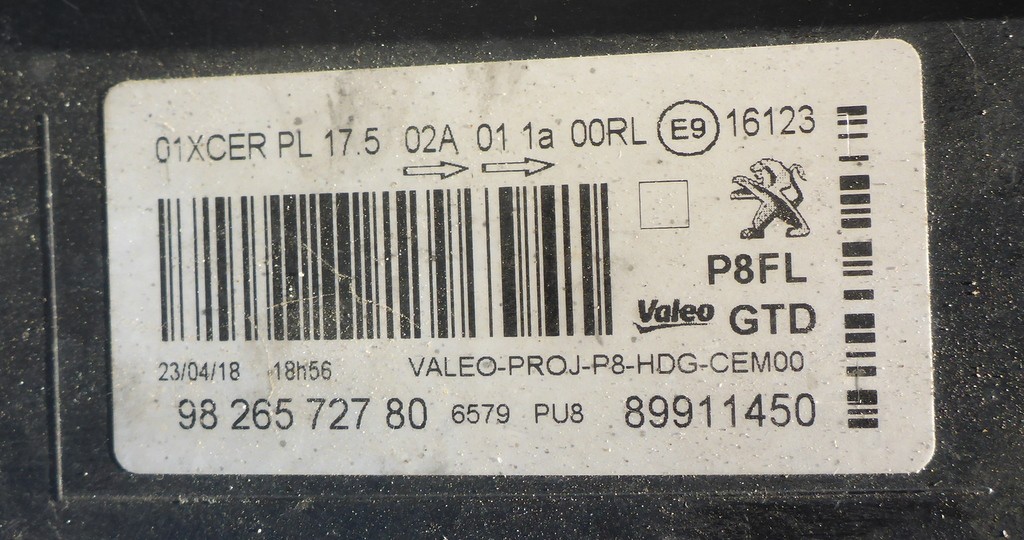 01XCER PL 17.5 02A 01 1a 00RL E9 16123
P8FL
Valeo GTD
23/04/18 18h56 VALEO-PROJ-P8-HDG-CEM00
98 265 727 80 6579 PU8 89911450